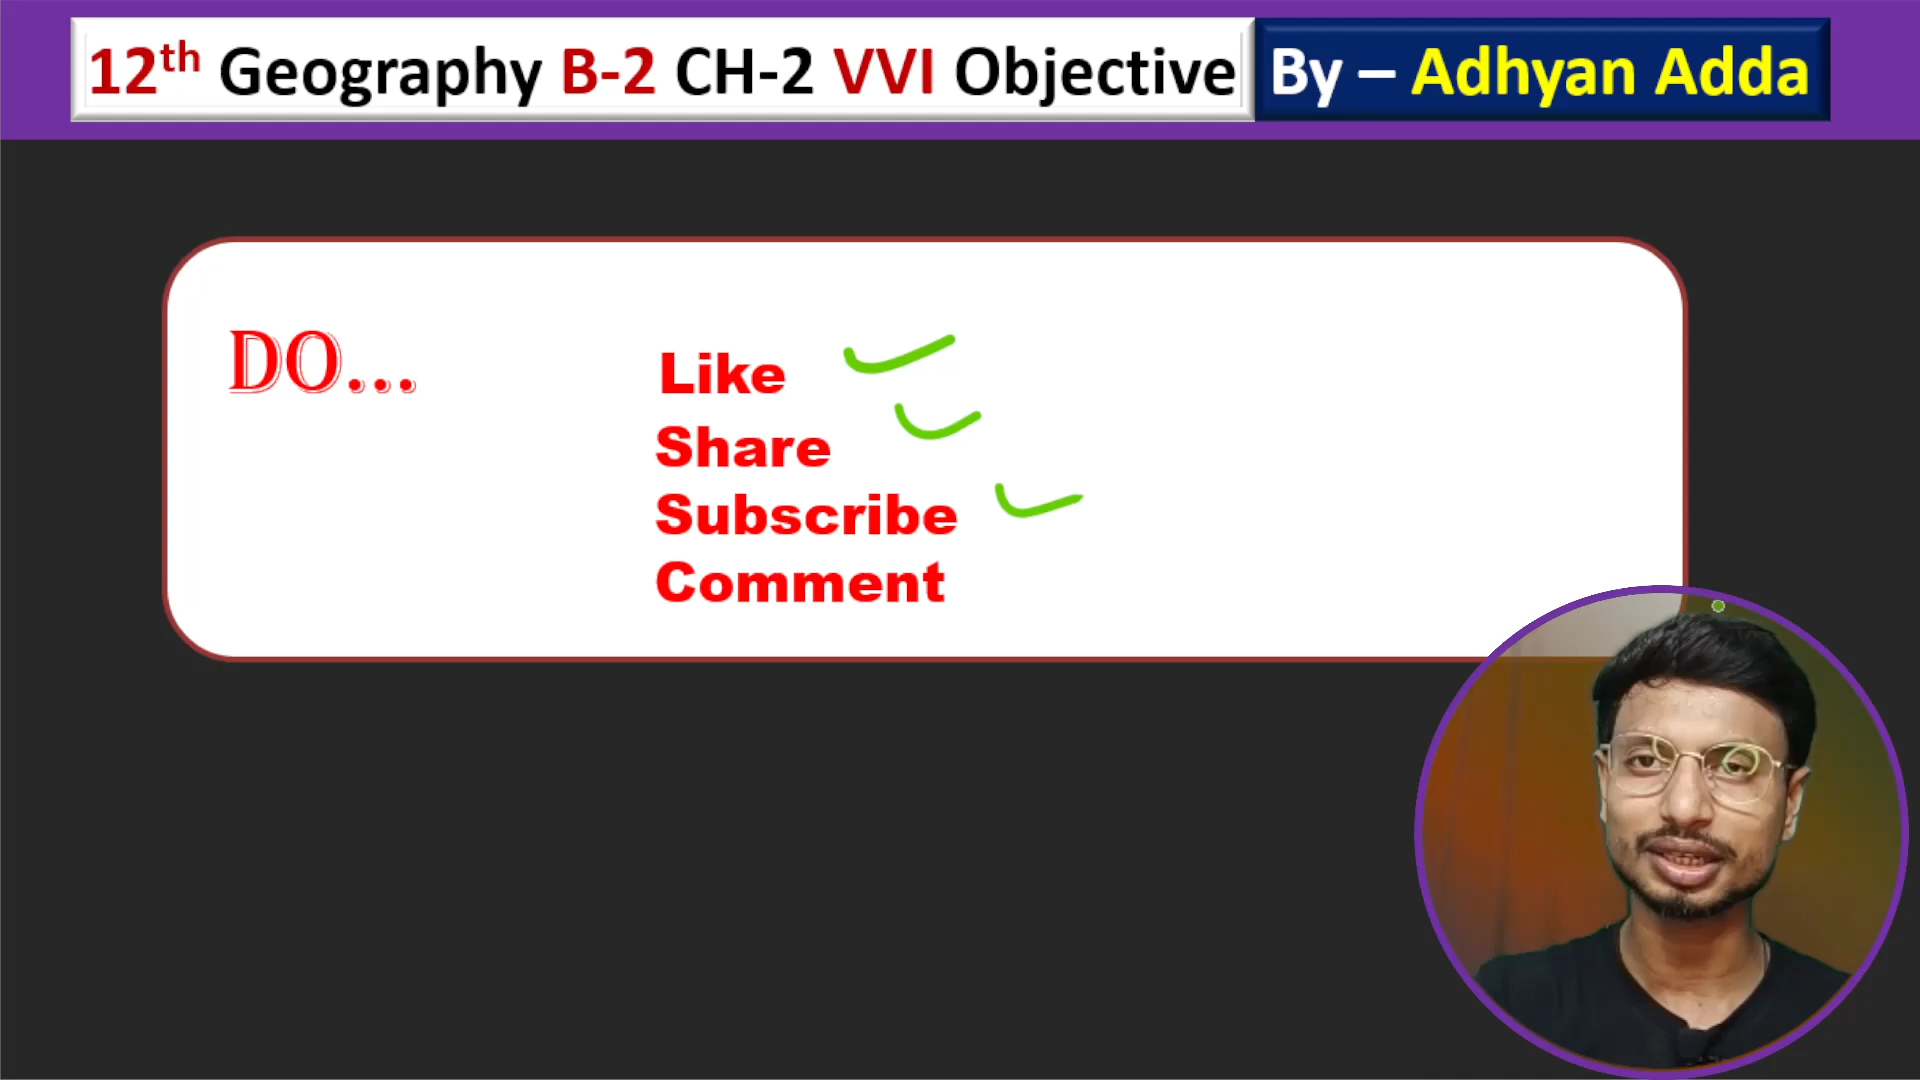 12th Geography B-2 CH-2 VVI Objective By – Adhyan Adda
DO...
Like
Share
Subscribe
Comment